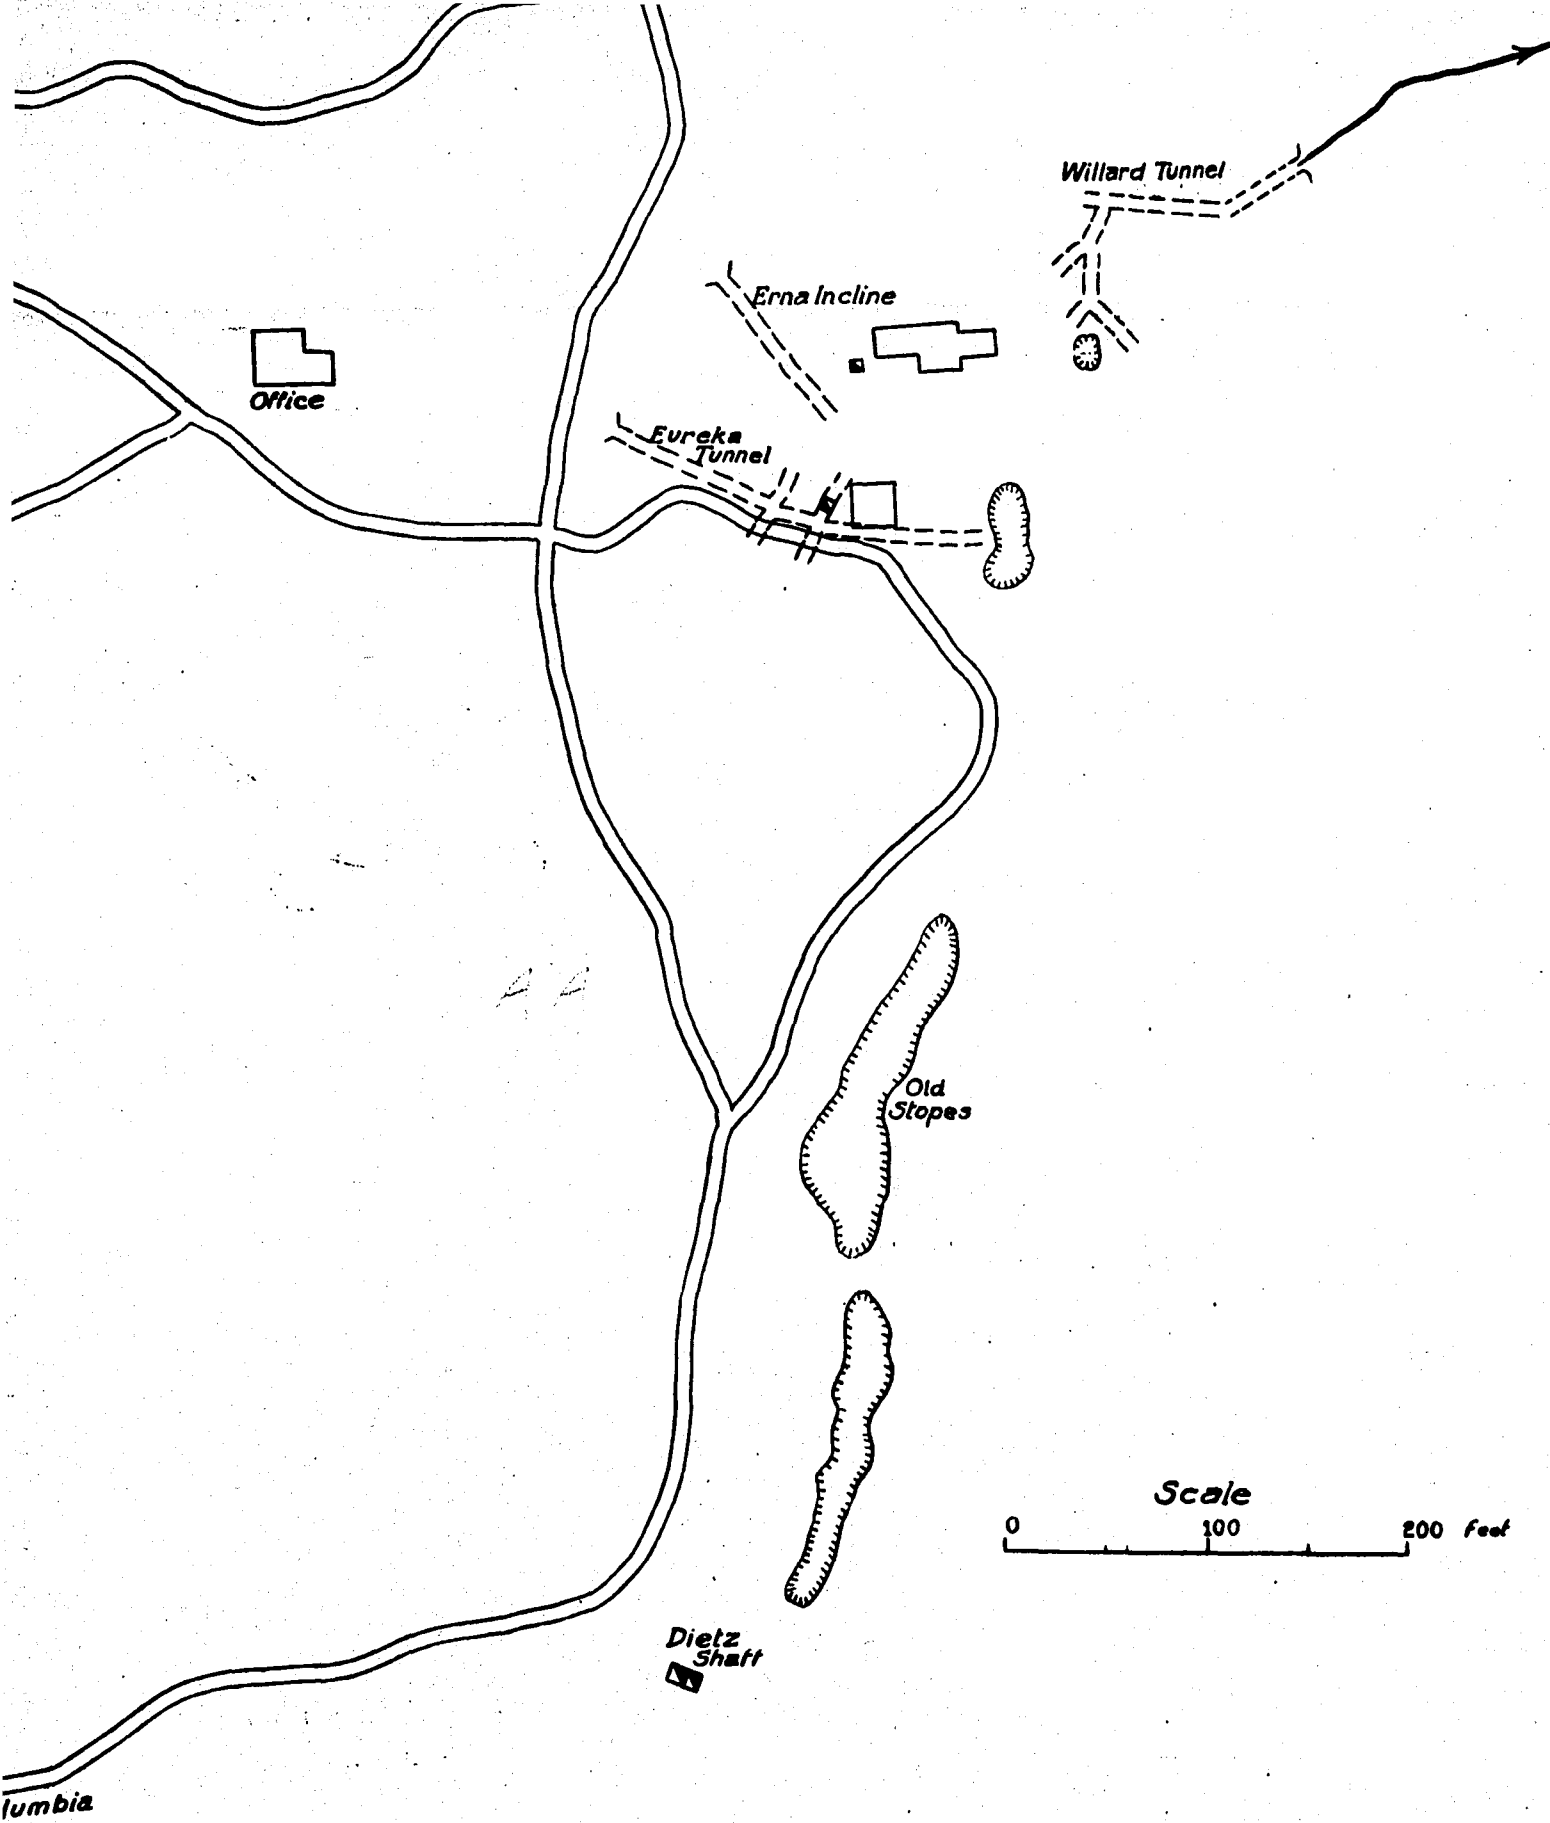 Willard Tunnel
Erna Incline
Office
Eureka
Tunnel
Old
Stopes
Scale
0 100 200 Feet
Dietz
Shaft
lumbia